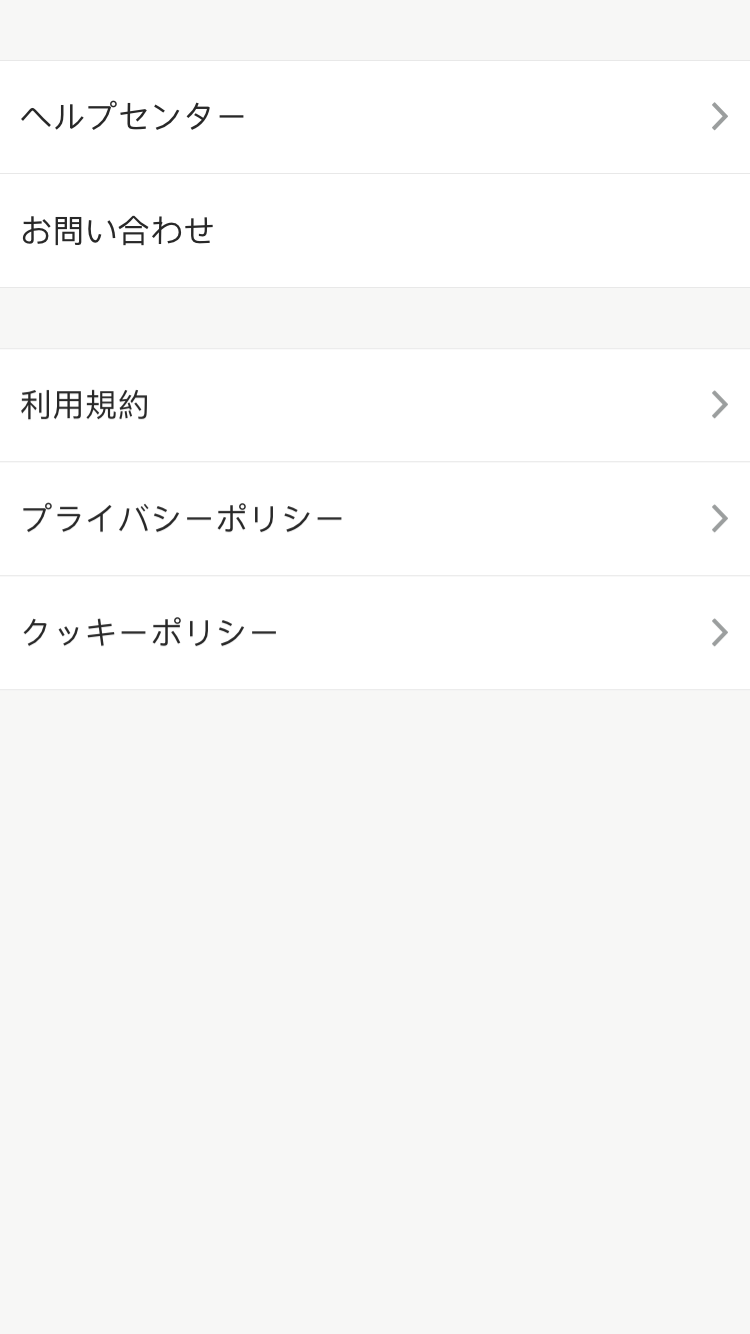 ヘルプセンター
お問い合わせ
利用規約
プライバシーポリシー
クッキーポリシー